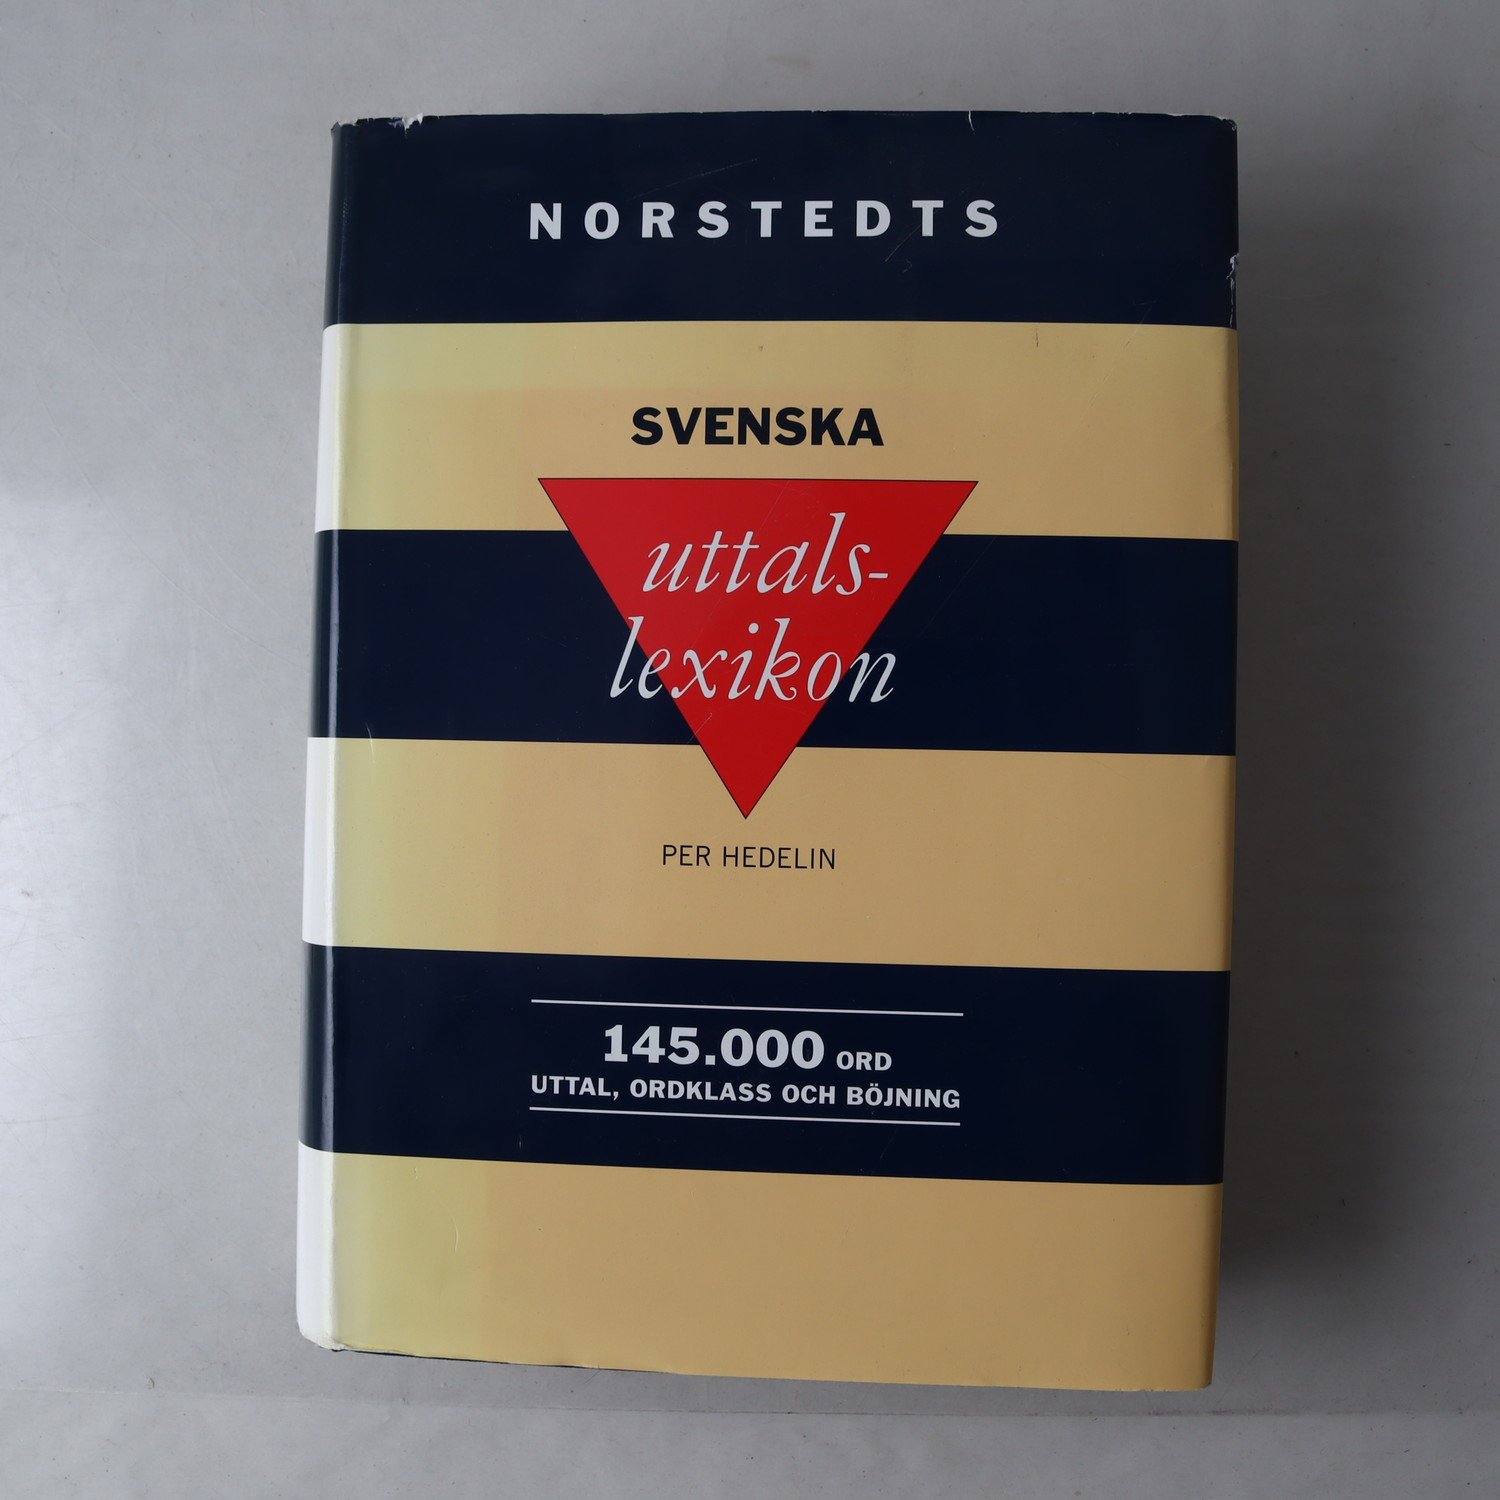 NORSTEDTS
SVENSKA
uttals-
lexikon
PER HEDELIN
145.000 ORD
UTTAL, ORDKLASS OCH BÖJNING